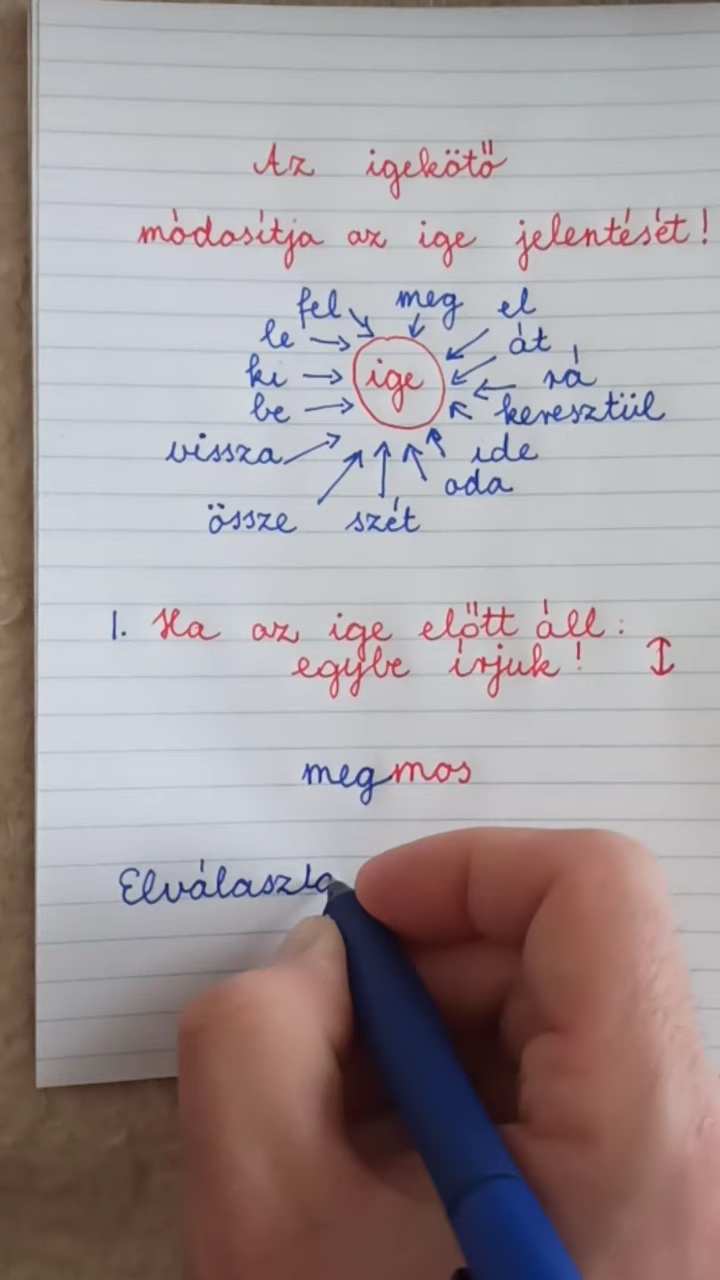 Az igekötő
módosítja az ige jelentését!
fel meg el
le át
ki ige rá
be keresztül
vissza ide
oda
össze szét
1. Ha az ige előtt áll:
egybe írjuk!
megmos